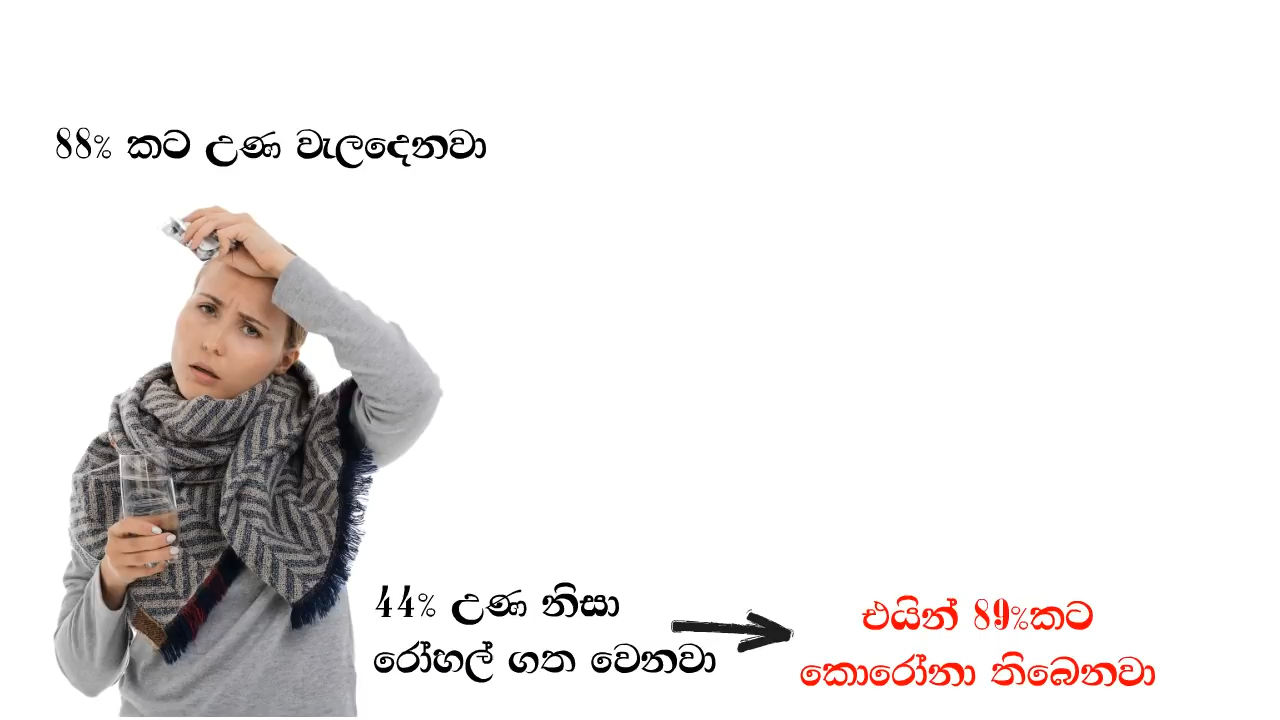 88% කට උණ වැලදෙනවා
44% උණ නිසා
රෝහල් ගත වෙනවා
එයින් 89%කට
කොරෝනා තිබෙනවා